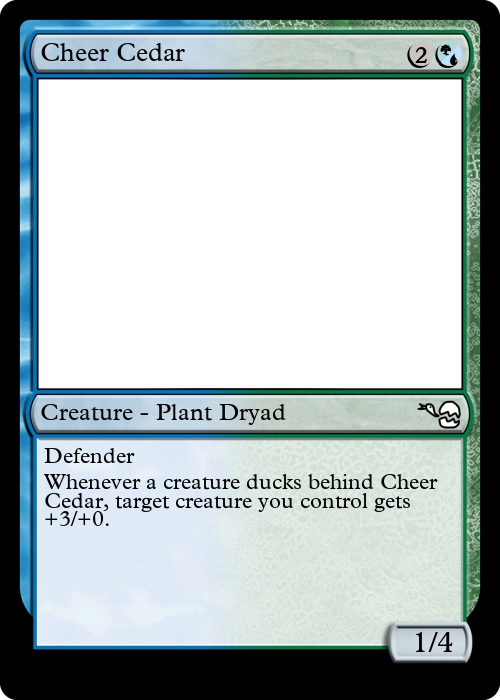 Cheer Cedar 2
Creature - Plant Dryad
Defender
Whenever a creature ducks behind Cheer
Cedar, target creature you control gets
+3/+0.
1/4